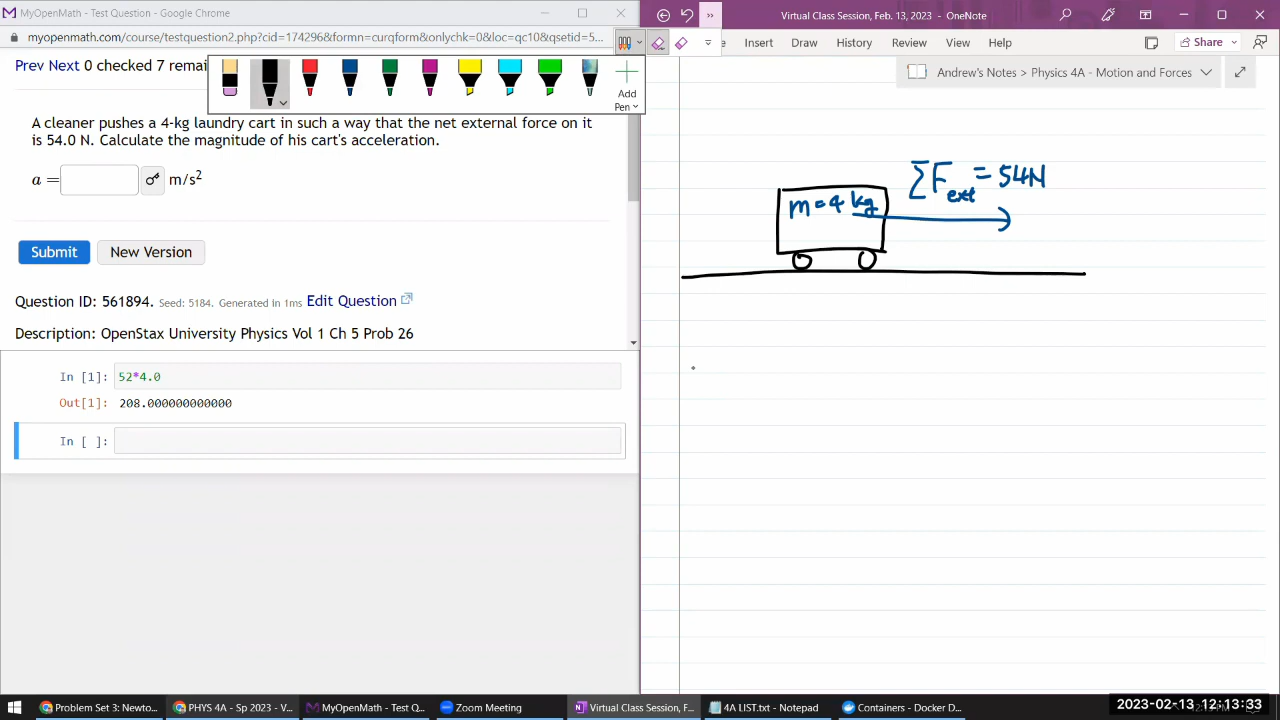 MyOpenMath - Test Question - Google Chrome
myopenmath.com/course/testquestion2.php?cid=174296&formn=curqform&onlychk=0&loc=qc10&qsetid=5...
Prev Next 0 checked 7 remai
Add
Pen
A cleaner pushes a 4-kg laundry cart in such a way that the net external force on it
is 54.0 N. Calculate the magnitude of his cart's acceleration.
a = m/s²
Submit New Version
Question ID: 561894. Seed: 5184. Generated in 1ms Edit Question
Description: OpenStax University Physics Vol 1 Ch 5 Prob 26
In [1]: 52*4.0
Out[1]: 208.000000000000
In [ ]:
Virtual Class Session, Feb. 13, 2023 - OneNote
Insert Draw History Review View Help Share
Andrew's Notes > Physics 4A - Motion and Forces
ΣF ext = 54N
m = 4 kg
Problem Set 3: Newto... PHYS 4A - Sp 2023 - V... MyOpenMath - Test Q... Zoom Meeting Virtual Class Session, F... 4A LIST.txt - Notepad Containers - Docker D...
2023-02-13 12:13:33